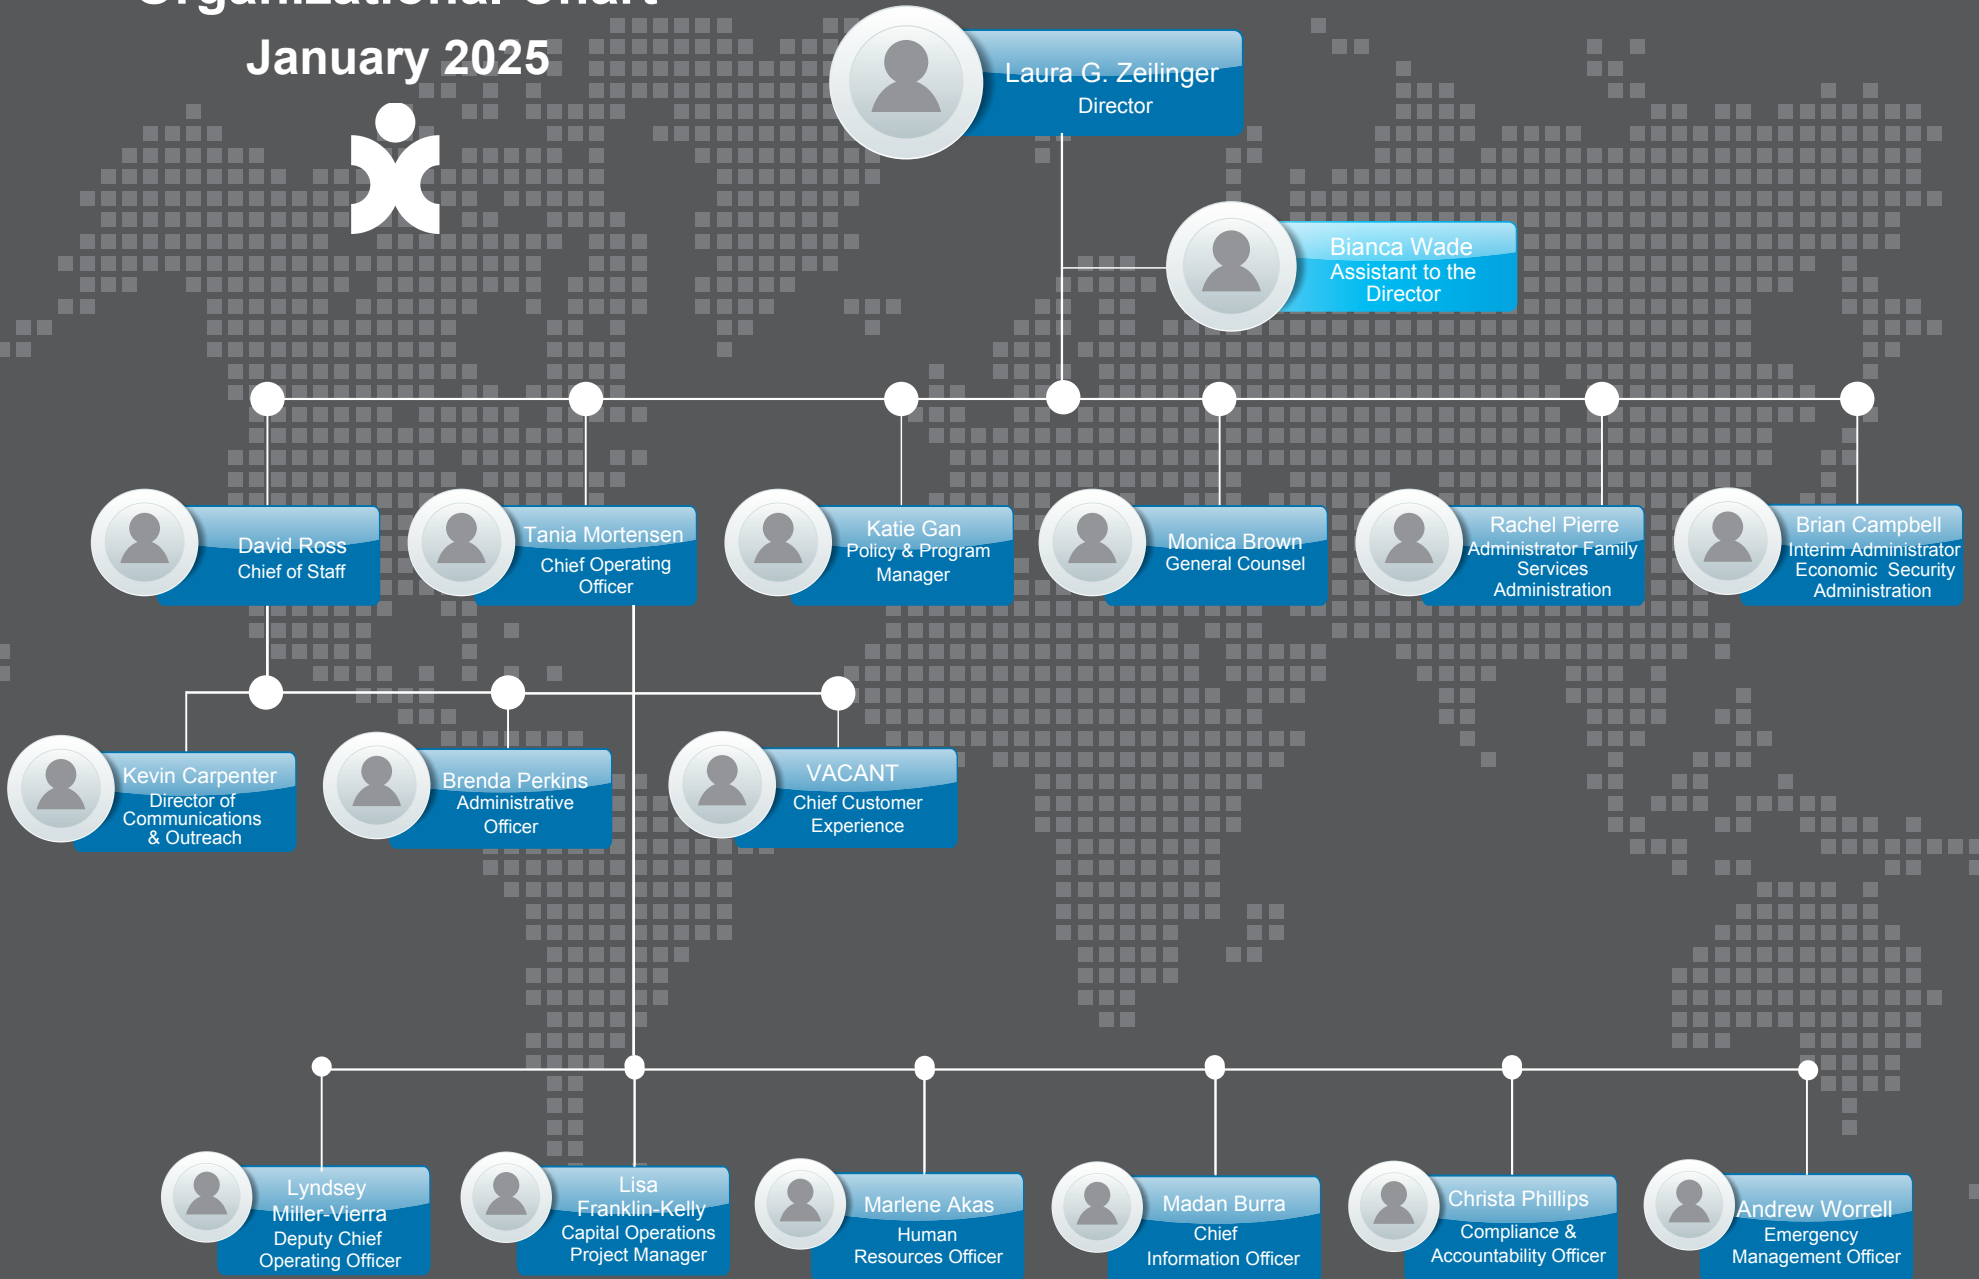 Organizational Chart
January 2025
Laura G. Zeilinger
Director
Bianca Wade
Assistant to the
Director
David Ross
Chief of Staff
Tania Mortensen
Chief Operating
Officer
Katie Gan
Policy & Program
Manager
Monica Brown
General Counsel
Rachel Pierre
Administrator Family
Services
Administration
Brian Campbell
Interim Administrator
Economic Security
Administration
Kevin Carpenter
Director of
Communications
& Outreach
Brenda Perkins
Administrative
Officer
VACANT
Chief Customer
Experience
Lyndsey
Miller-Vierra
Deputy Chief
Operating Officer
Lisa
Franklin-Kelly
Capital Operations
Project Manager
Marlene Akas
Human
Resources Officer
Madan Burra
Chief
Information Officer
Christa Phillips
Compliance &
Accountability Officer
Andrew Worrell
Emergency
Management Officer